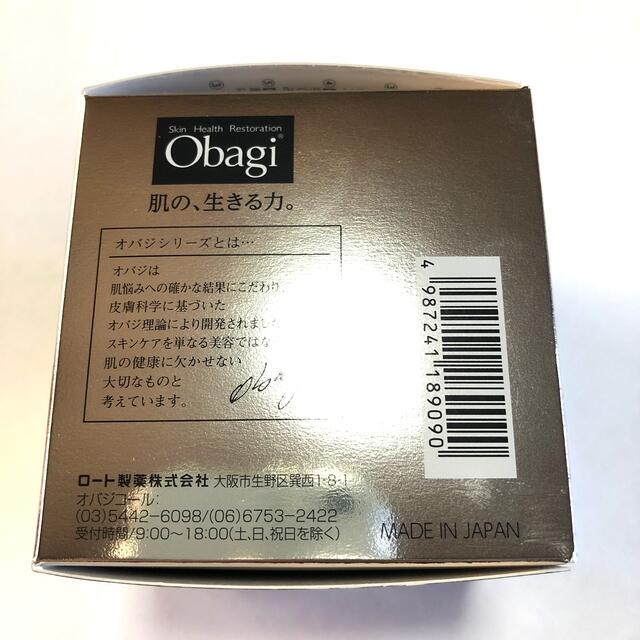 Skin Health Restoration
Obagi®
肌の、生きる力。
オバジシリーズとは…
オバジは
肌悩みへの確かな結果にこだわり
皮膚科学に基づいた
オバジ理論により開発されまし
スキンケアを単なる美容では
肌の健康に欠かせない
大切なものと
考えています。
4 987241 189090
ロート製薬株式会社 大阪市生野区巽西1-8-1
オバジコール:
(03)5442-6098/(06)6753-2422
受付時間/9:00～18:00(土、日、祝日を除く)
MADE IN JAPAN